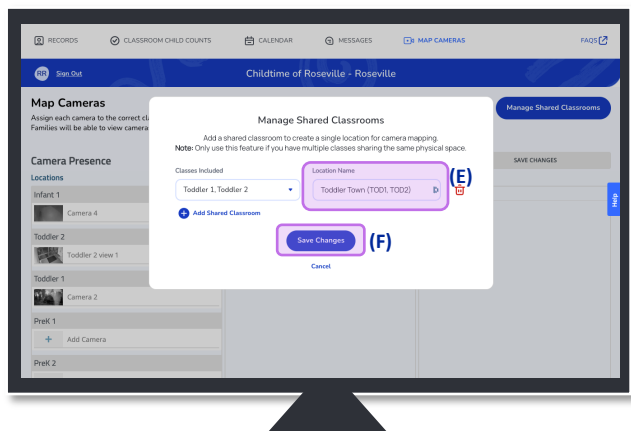 RECORDS
CLASSROOM CHILD COUNTS
CALENDAR
MESSAGES
MAP CAMERAS
FAQS
RR
Sign Out
Childtime of Roseville - Roseville
Map Cameras
Assign each camera to the correct cl
Families will be able to view camera
Manage Shared Classrooms
Camera Presence
SAVE CHANGES
Locations
Infant 1
Camera 4
Toddler 2
Toddler 2 view 1
Toddler 1
Camera 2
PreK 1
+ Add Camera
PreK 2
Manage Shared Classrooms
Add a shared classroom to create a single location for camera mapping.
Note: Only use this feature if you have multiple classes sharing the same physical space.
Classes Included
Location Name
Toddler 1, Toddler 2
Toddler Town (TOD1, TOD2)
(E)
+ Add Shared Classroom
Save Changes
(F)
Cancel
Help